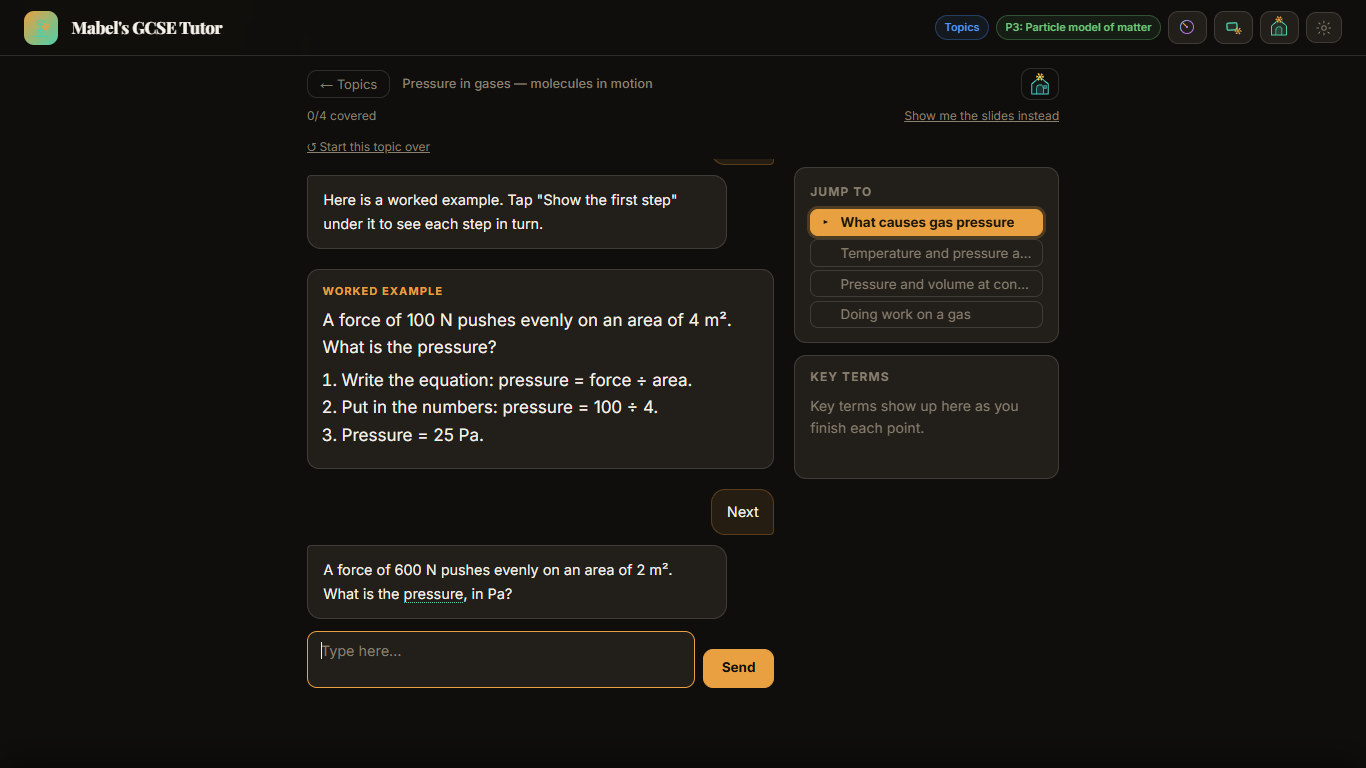 Mabel's GCSE Tutor
Topics
P3: Particle model of matter
← Topics
Pressure in gases — molecules in motion
0/4 covered
Show me the slides instead
↺ Start this topic over
Here is a worked example. Tap "Show the first step"
under it to see each step in turn.
WORKED EXAMPLE
A force of 100 N pushes evenly on an area of 4 m².
What is the pressure?
1. Write the equation: pressure = force ÷ area.
2. Put in the numbers: pressure = 100 ÷ 4.
3. Pressure = 25 Pa.
Next
A force of 600 N pushes evenly on an area of 2 m².
What is the pressure, in Pa?
Type here...
Send
JUMP TO
‣ What causes gas pressure
Temperature and pressure a...
Pressure and volume at con...
Doing work on a gas
KEY TERMS
Key terms show up here as you
finish each point.